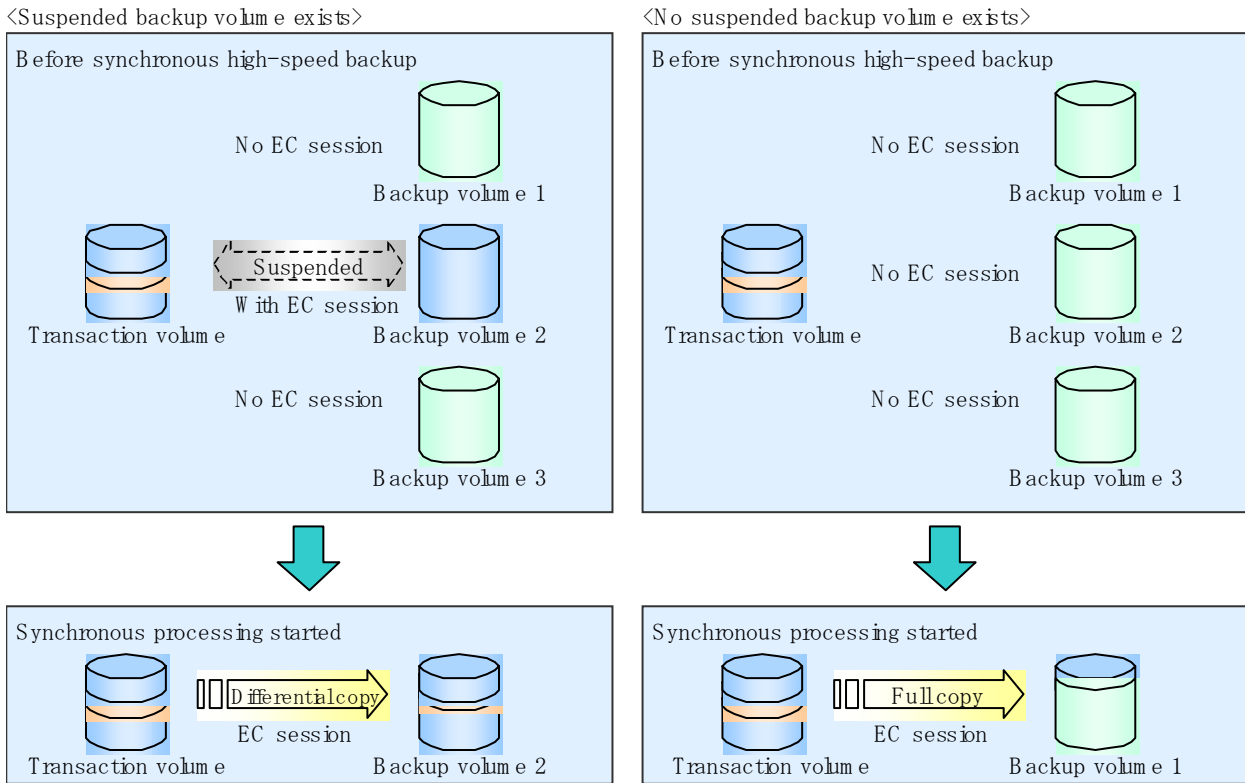 <Suspended backup volume exists>
Before synchronous high-speed backup
No EC session
Backup volume 1
Suspended
With EC session
Transaction volume
Backup volume 2
No EC session
Backup volume 3
Synchronous processing started
Differential copy
EC session
Transaction volume
Backup volume 2
<No suspended backup volume exists>
Before synchronous high-speed backup
No EC session
Backup volume 1
No EC session
Transaction volume
Backup volume 2
No EC session
Backup volume 3
Synchronous processing started
Full copy
EC session
Transaction volume
Backup volume 1